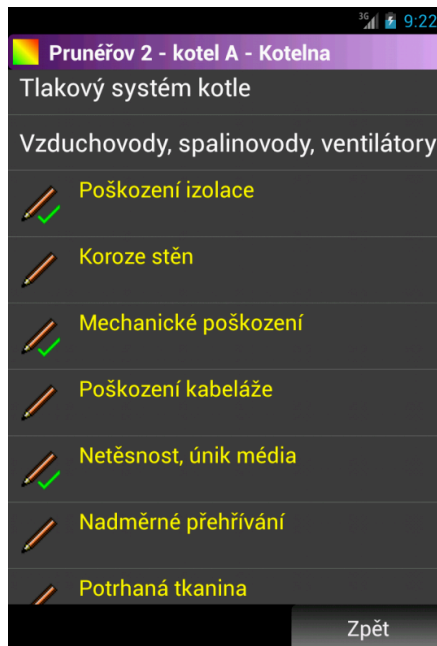 3G 9:22
Prunéřov 2 - kotel A - Kotelna
Tlakový systém kotle
Vzduchovody, spalinovody, ventilátory
Poškození izolace
Koroze stěn
Mechanické poškození
Poškození kabeláže
Netěsnost, únik média
Nadměrné přehřívání
Potrhaná tkanina
Zpět